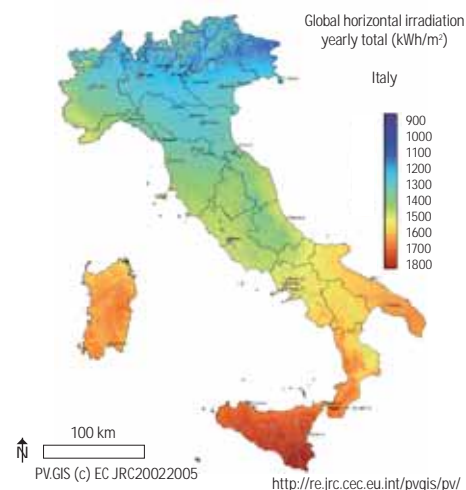 Global horizontal irradiation
yearly total (kWh/m²)
Italy
900
1000
1100
1200
1300
1400
1500
1600
1700
1800
N
100 km
PV.GIS (c) EC JRC20022005
http://re.jrc.cec.eu.int/pvgis/pv/